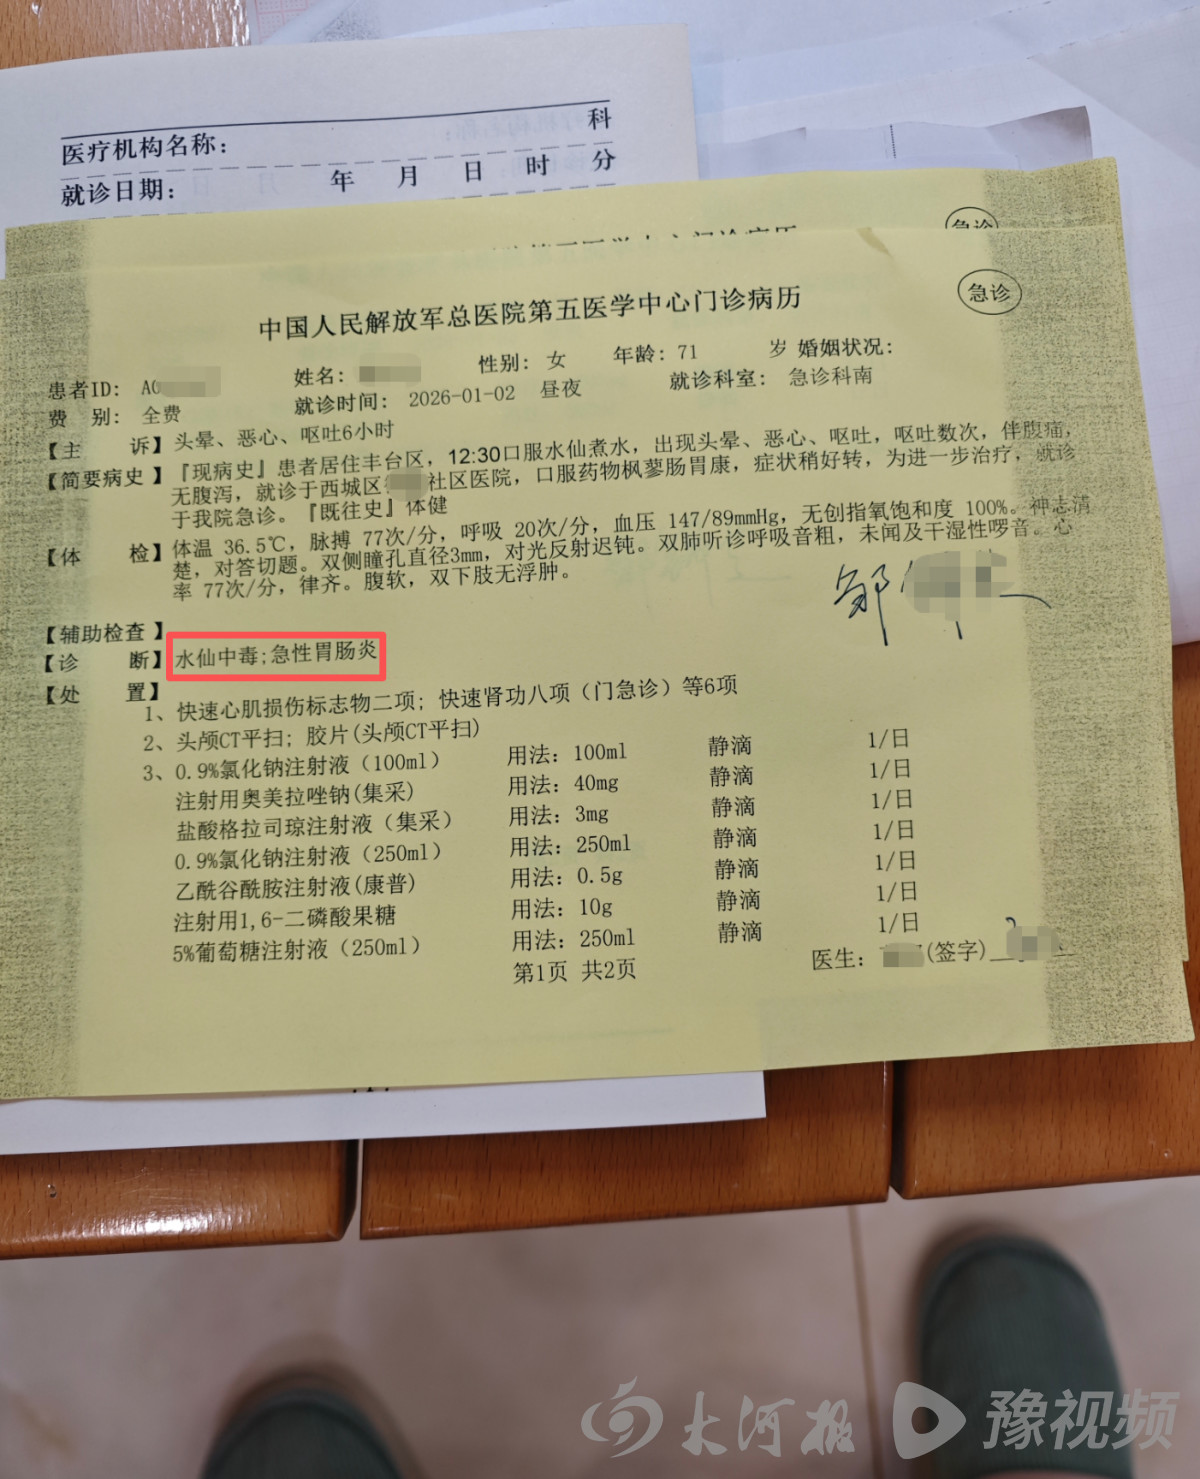 医疗机构名称：　科
就诊日期：　年　月　日　时　分
急诊
中国人民解放军总医院第五医学中心门诊病历
急诊
患者ID：A0　姓名：　性别：女　年龄：71　岁 婚姻状况：
费　别：全费　就诊时间：2026-01-02　昼夜　就诊科室：急诊科南
【主　诉】头晕、恶心、呕吐6小时
【简要病史】『现病史』患者居住丰台区，12:30口服水仙煮水，出现头晕、恶心、呕吐，呕吐数次，伴腹痛，
无腹泻，就诊于西城区　社区医院，口服药物枫蓼肠胃康，症状稍好转，为进一步治疗，就诊
于我院急诊。『既往史』体健
【体　检】体温 36.5℃，脉搏 77次/分，呼吸 20次/分，血压 147/89mmHg，无创指氧饱和度 100%。神志清
楚，对答切题。双侧瞳孔直径3mm，对光反射迟钝。双肺听诊呼吸音粗，未闻及干湿性啰音。心
率 77次/分，律齐。腹软，双下肢无浮肿。
邹
【辅助检查】
【诊　断】水仙中毒;急性胃肠炎
【处　置】
1、快速心肌损伤标志物二项；快速肾功八项（门急诊）等6项
2、头颅CT平扫；胶片(头颅CT平扫)
3、0.9%氯化钠注射液（100ml）　用法：100ml　静滴　1/日
注射用奥美拉唑钠(集采)　用法：40mg　静滴　1/日
盐酸格拉司琼注射液（集采）　用法：3mg　静滴　1/日
0.9%氯化钠注射液（250ml）　用法：250ml　静滴　1/日
乙酰谷酰胺注射液(康普)　用法：0.5g　静滴　1/日
注射用1,6-二磷酸果糖　用法：10g　静滴　1/日
5%葡萄糖注射液（250ml）　用法：250ml　静滴　1/日
第1页 共2页　医生：　(签字)
大河报　豫视频